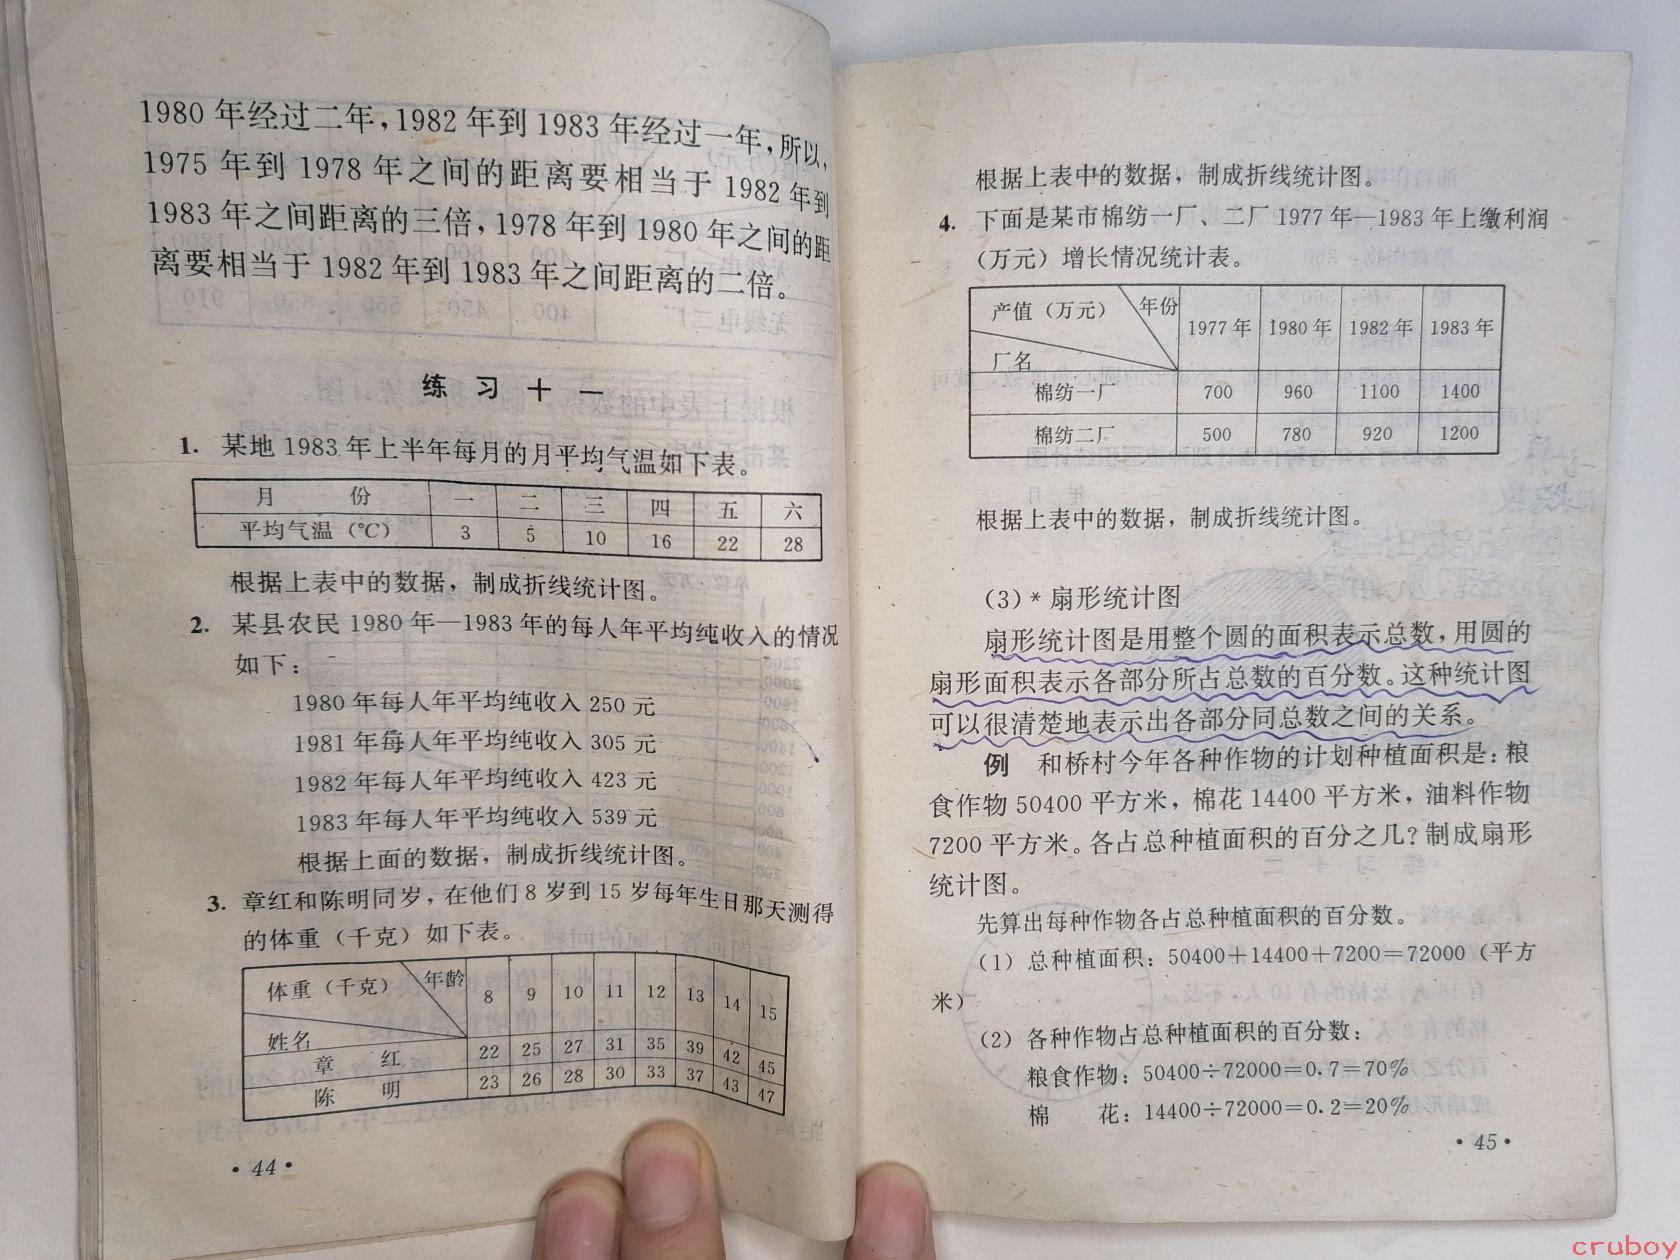 1980 年经过二年，1982 年到 1983 年经过一年，所以，
1975 年到 1978 年之间的距离要相当于 1982 年到
1983 年之间距离的三倍，1978 年到 1980 年之间的距
离要相当于 1982 年到 1983 年之间距离的二倍。
练 习 十 一
1. 某地 1983 年上半年每月的月平均气温如下表。
月 份 一 二 三 四 五 六
平均气温（℃） 3 5 10 16 22 28
根据上表中的数据，制成折线统计图。
2. 某县农民 1980 年—1983 年的每人年平均纯收入的情况
如下：
1980 年每人年平均纯收入 250 元
1981 年每人年平均纯收入 305 元
1982 年每人年平均纯收入 423 元
1983 年每人年平均纯收入 539 元
根据上面的数据，制成折线统计图。
3. 章红和陈明同岁，在他们 8 岁到 15 岁每年生日那天测得
的体重（千克）如下表。
体重（千克） 年龄 姓名 8 9 10 11 12 13 14 15
章 红 22 25 27 31 35 39 42 45
陈 明 23 26 28 30 33 37 43 47
·44·
根据上表中的数据，制成折线统计图。
4. 下面是某市棉纺一厂、二厂 1977 年—1983 年上缴利润
（万元）增长情况统计表。
产值（万元） 年份 厂名 1977 年 1980 年 1982 年 1983 年
棉纺一厂 700 960 1100 1400
棉纺二厂 500 780 920 1200
根据上表中的数据，制成折线统计图。
（3）* 扇形统计图
扇形统计图是用整个圆的面积表示总数，用圆的
扇形面积表示各部分所占总数的百分数。这种统计图
可以很清楚地表示出各部分同总数之间的关系。
例 和桥村今年各种作物的计划种植面积是：粮
食作物 50400 平方米，棉花 14400 平方米，油料作物
7200 平方米。各占总种植面积的百分之几？制成扇形
统计图。
先算出每种作物各占总种植面积的百分数。
（1）总种植面积：50400＋14400＋7200＝72000（平方
米）
（2）各种作物占总种植面积的百分数：
粮食作物：50400÷72000＝0.7＝70%
棉 花：14400÷72000＝0.2＝20%
·45·
cruboy